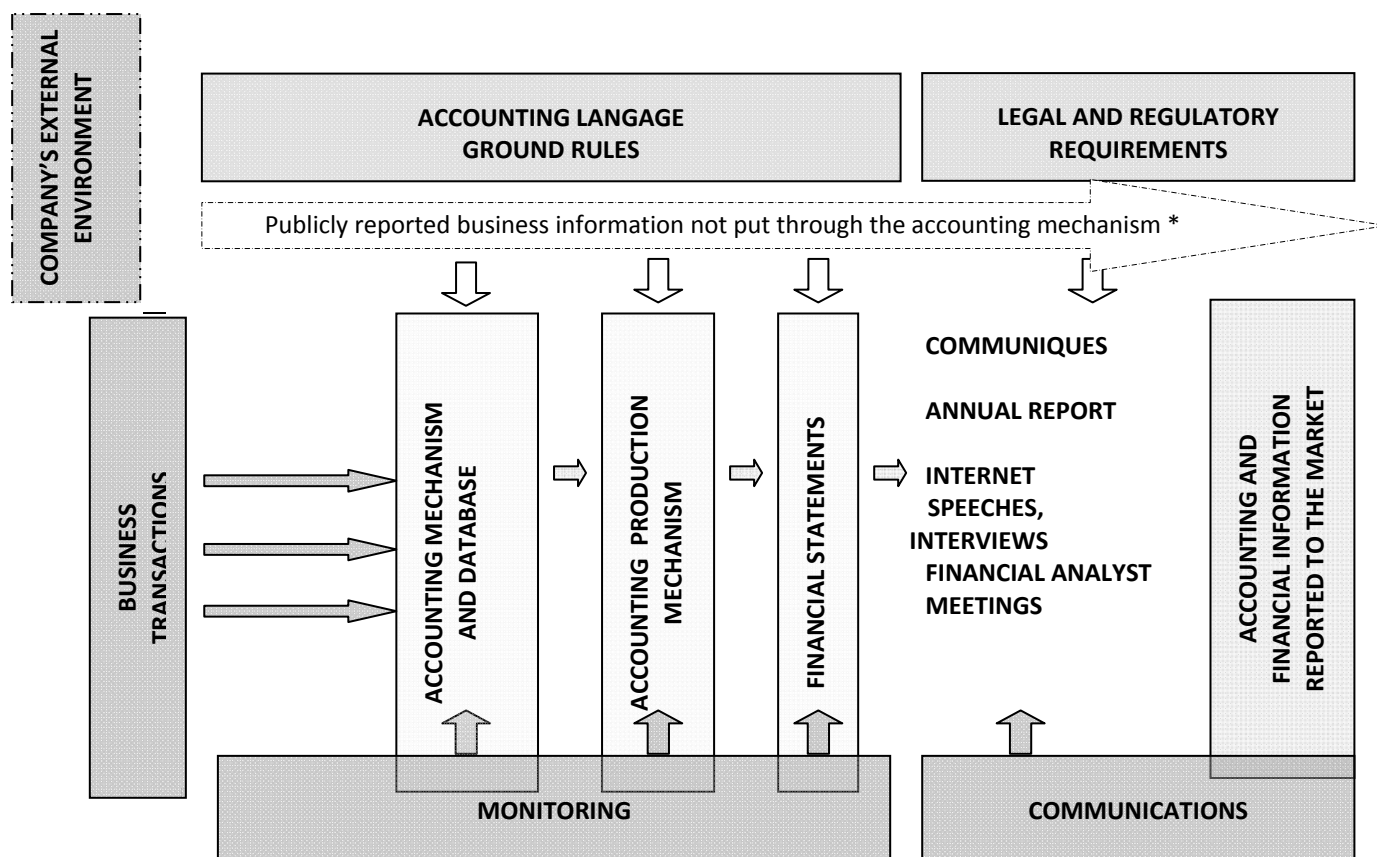 COMPANY'S EXTERNAL
ENVIRONMENT
ACCOUNTING LANGAGE
GROUND RULES
LEGAL AND REGULATORY
REQUIREMENTS
Publicly reported business information not put through the accounting mechanism *
BUSINESS
TRANSACTIONS
ACCOUNTING MECHANISM
AND DATABASE
ACCOUNTING PRODUCTION
MECHANISM
FINANCIAL STATEMENTS
COMMUNIQUES
ANNUAL REPORT
INTERNET
SPEECHES,
INTERVIEWS
FINANCIAL ANALYST
MEETINGS
ACCOUNTING AND
FINANCIAL INFORMATION
REPORTED TO THE MARKET
MONITORING
COMMUNICATIONS